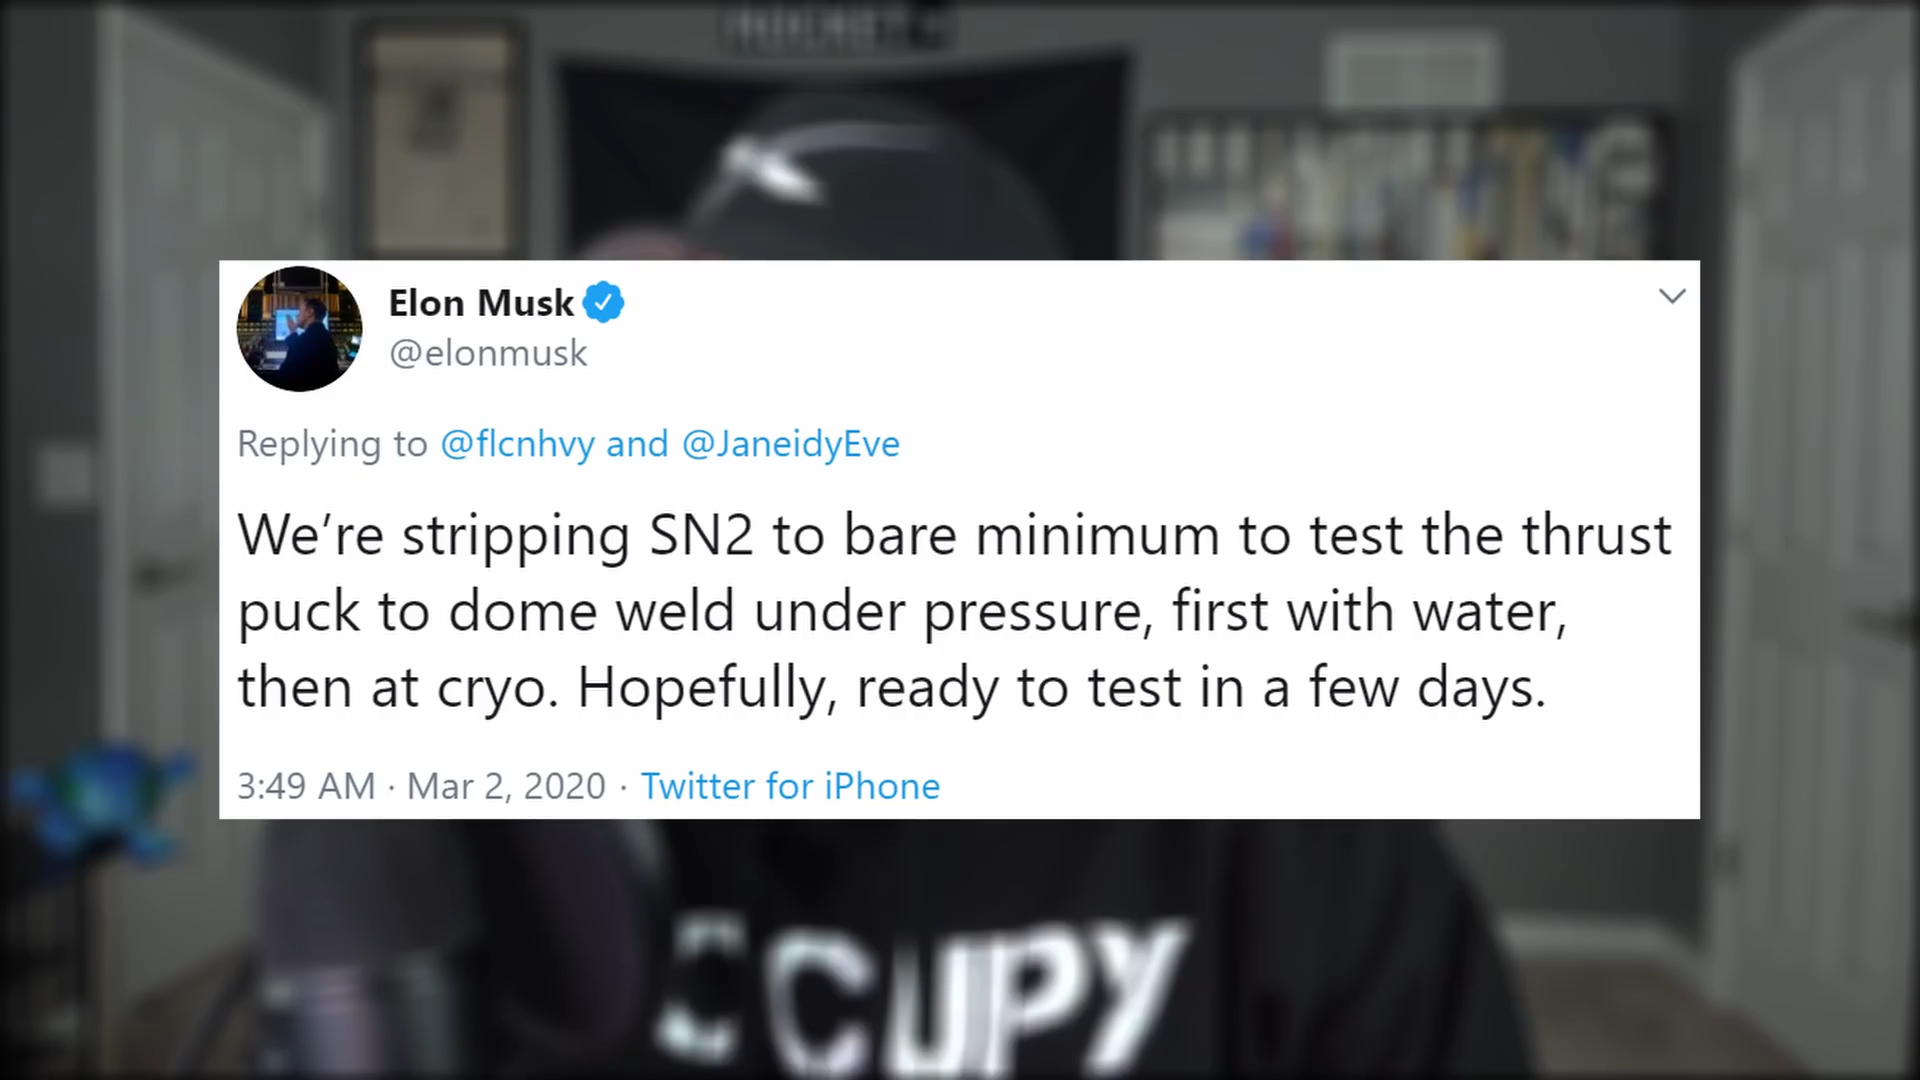 Elon Musk
@elonmusk
Replying to @flcnhvy and @JaneidyEve
We’re stripping SN2 to bare minimum to test the thrust
puck to dome weld under pressure, first with water,
then at cryo. Hopefully, ready to test in a few days.
3:49 AM · Mar 2, 2020 · Twitter for iPhone
CCUPY